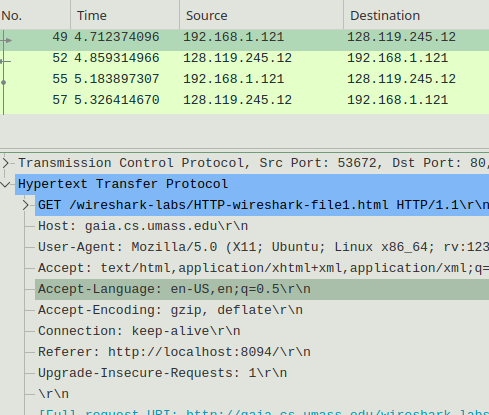 No. Time Source Destination
49 4.712374096 192.168.1.121 128.119.245.12
52 4.859314966 128.119.245.12 192.168.1.121
55 5.183897307 192.168.1.121 128.119.245.12
57 5.326414670 128.119.245.12 192.168.1.121
Transmission Control Protocol, Src Port: 53672, Dst Port: 80,
Hypertext Transfer Protocol
GET /wireshark-labs/HTTP-wireshark-file1.html HTTP/1.1\r\n
Host: gaia.cs.umass.edu\r\n
User-Agent: Mozilla/5.0 (X11; Ubuntu; Linux x86_64; rv:123
Accept: text/html,application/xhtml+xml,application/xml;q=
Accept-Language: en-US,en;q=0.5\r\n
Accept-Encoding: gzip, deflate\r\n
Connection: keep-alive\r\n
Referer: http://localhost:8094/\r\n
Upgrade-Insecure-Requests: 1\r\n
\r\n
[Full request URI: http://gaia.cs.umass.edu/wireshark-labs